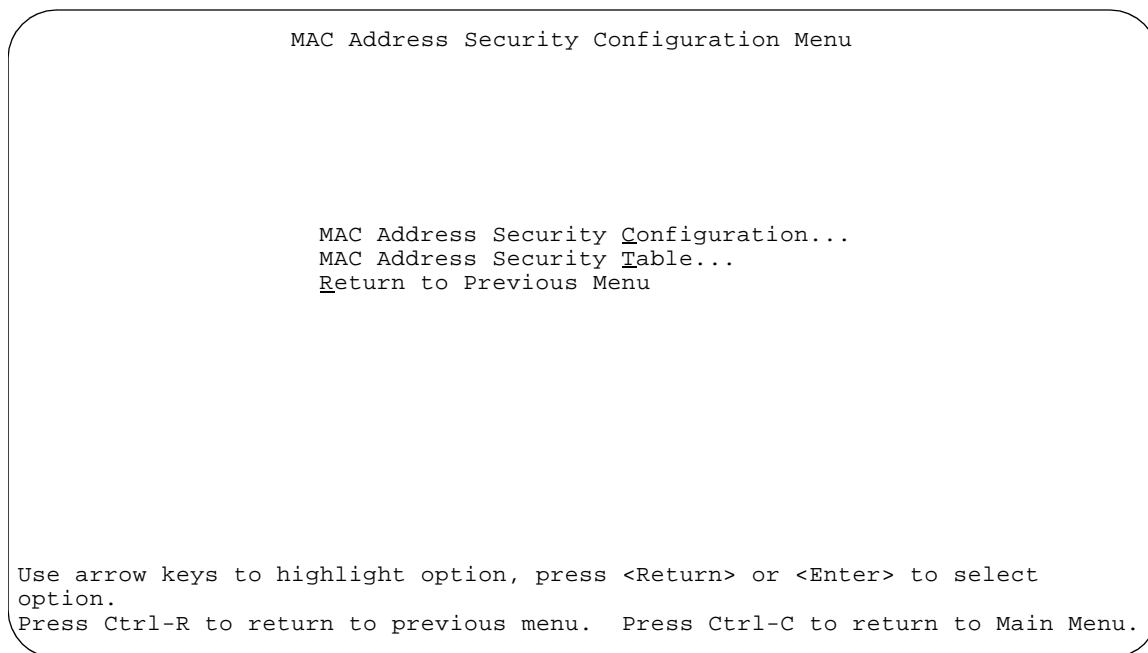 MAC Address Security Configuration Menu
MAC Address Security Configuration...
MAC Address Security Table...
Return to Previous Menu
Use arrow keys to highlight option, press <Return> or <Enter> to select
option.
Press Ctrl-R to return to previous menu.  Press Ctrl-C to return to Main Menu.